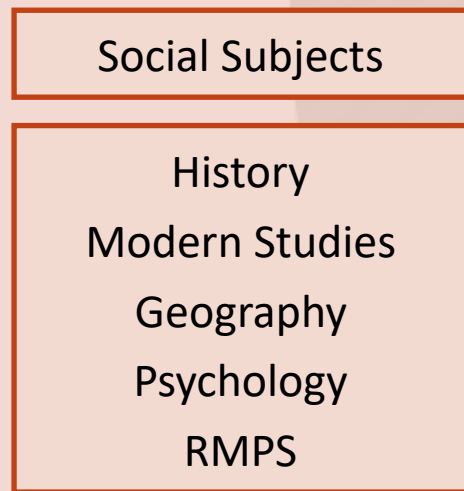 Social Subjects
History
Modern Studies
Geography
Psychology
RMPS